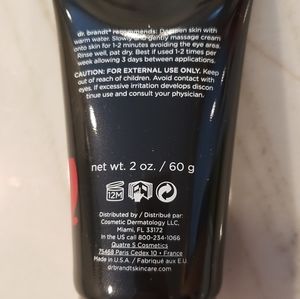 dr. brandt® recommends: Dampen skin with
warm water. Slowly and gently massage cream
onto skin for 1-2 minutes avoiding the eye area.
Rinse well, pat dry. Best if used 1-2 times per
week allowing 3 days between applications.
CAUTION: FOR EXTERNAL USE ONLY. Keep
out of reach of children. Avoid contact with
eyes. If excessive irritation develops discon
tinue use and consult your physician.
net wt. 2 oz. / 60 g
12M
Distributed by / Distribué par:
Cosmetic Dermatology LLC,
Miami, FL 33172
In the US call 800-234-1066
Quatre S Cosmetics
75468 Paris Cedex 10 • France
Made in U.S.A. / Fabriqué aux E.U.
drbrandtskincare.com